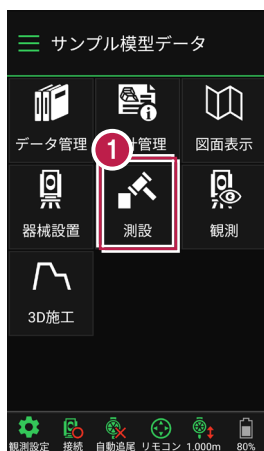 サンプル模型データ
データ管理
計管理
図面表示
1
器械設置
測設
観測
3D施工
観測設定
接続
自動追尾
リモコン
1.000m
80%